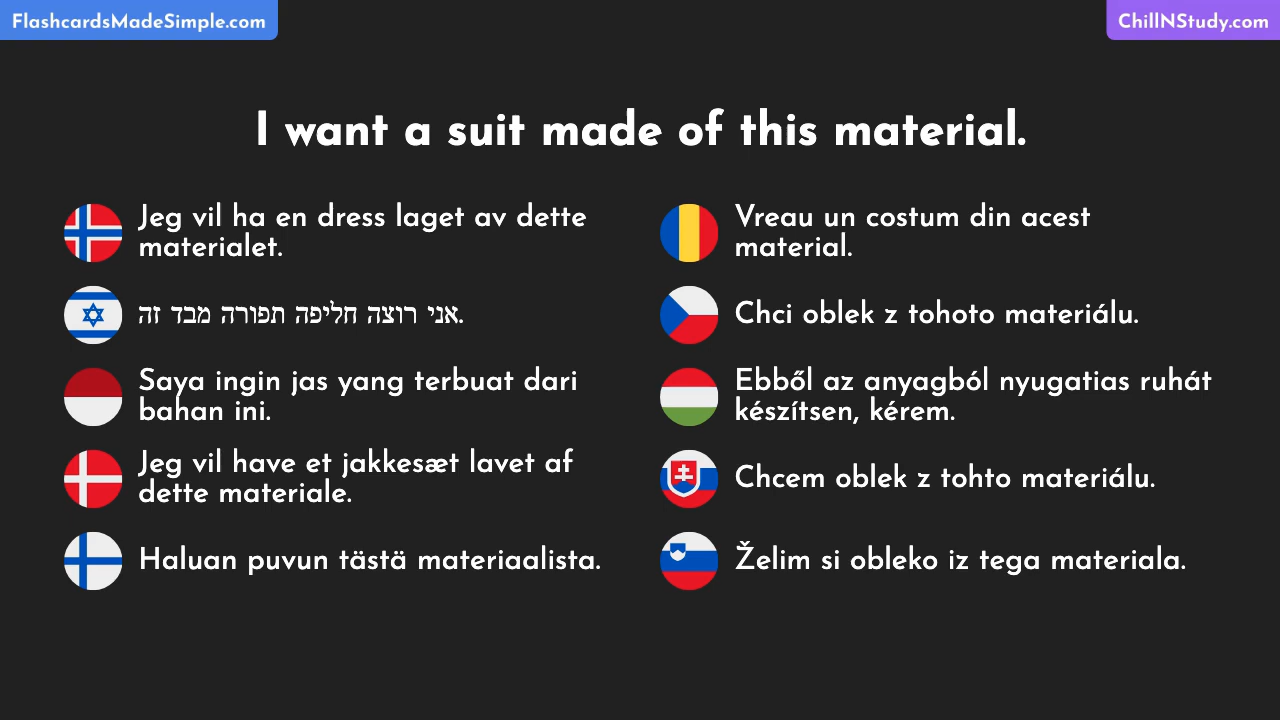 FlashcardsMadeSimple.com
ChillNStudy.com
I want a suit made of this material.
Jeg vil ha en dress laget av dette
materialet.
אני רוצה חליפה תפורה מבד זה.
Saya ingin jas yang terbuat dari
bahan ini.
Jeg vil have et jakkesæt lavet af
dette materiale.
Haluan puvun tästä materiaalista.
Vreau un costum din acest
material.
Chci oblek z tohoto materiálu.
Ebből az anyagból nyugatias ruhát
készítsen, kérem.
Chcem oblek z tohto materiálu.
Želim si obleko iz tega materiala.